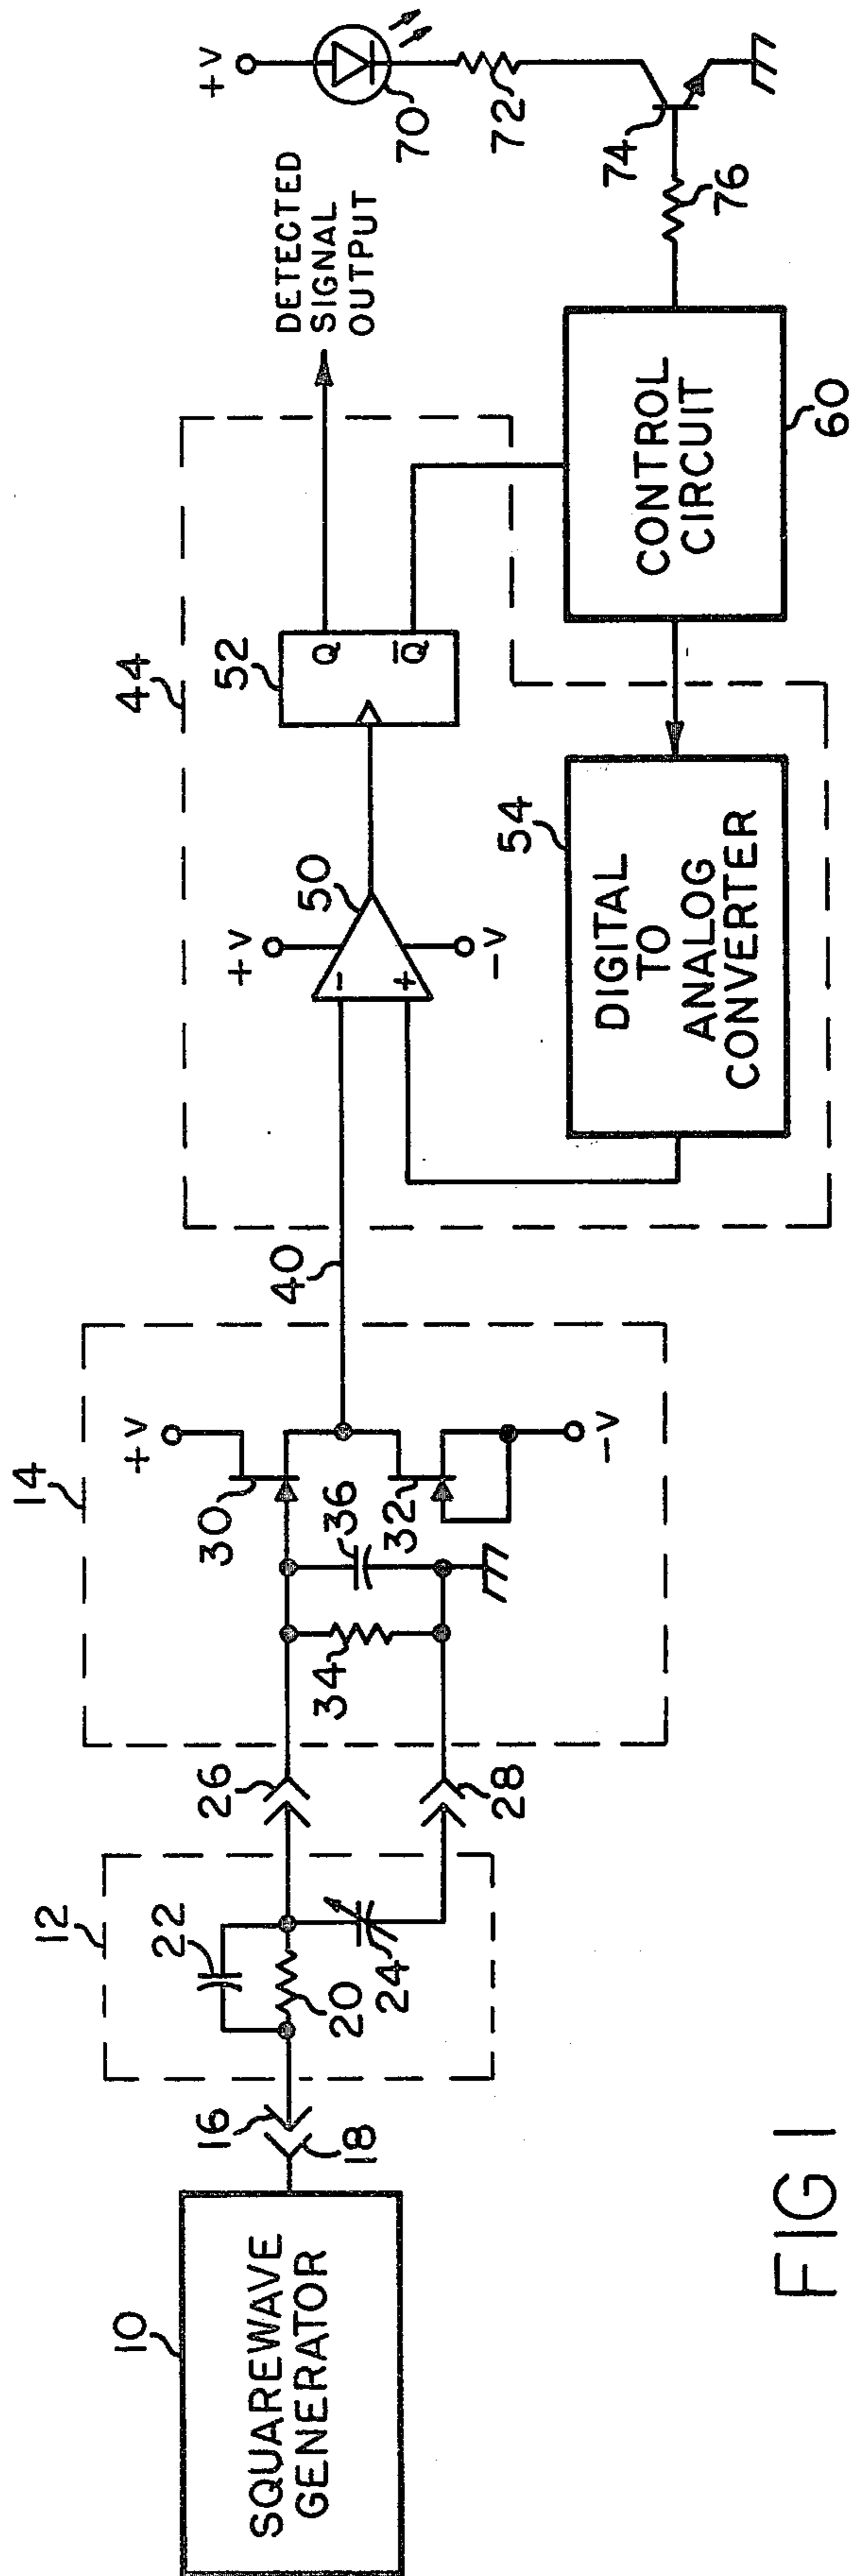 10
SQUAREWAVE
GENERATOR
16
18
12
22
20
24
26
28
14
34
36
30
32
+V
-V
40
44
50
+V
-V
-
+
52
Q
Q̅
54
DIGITAL
TO
ANALOG
CONVERTER
DETECTED
SIGNAL
OUTPUT
CONTROL
CIRCUIT
60
+V
70
72
74
76
FIG 1